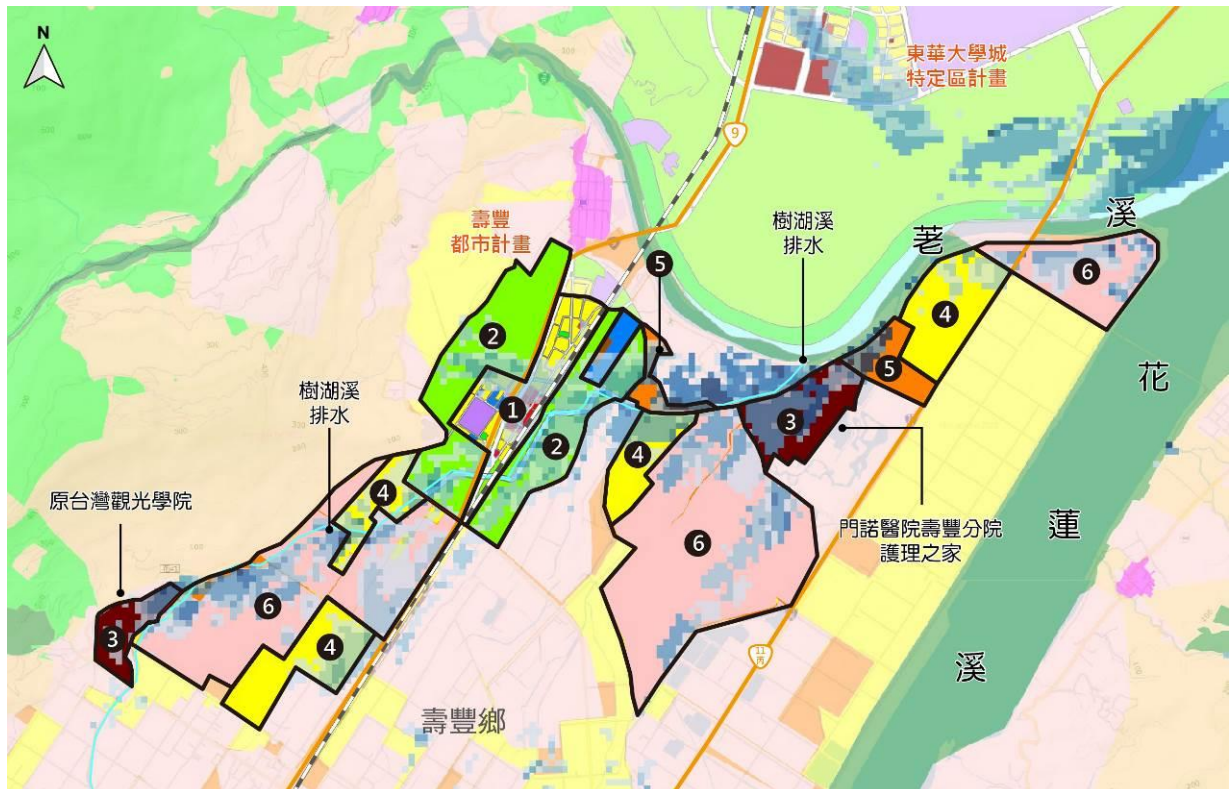 N
東華大學城
特定區計畫
9
壽豐
都市計畫
樹湖溪
排水
荖
溪
5
6
2
4
樹湖溪
排水
5
花
1
3
2
4
4
原台灣觀光學院
門諾醫院壽豐分院
護理之家
蓮
6
6
3
4
11
丙
溪
壽豐鄉